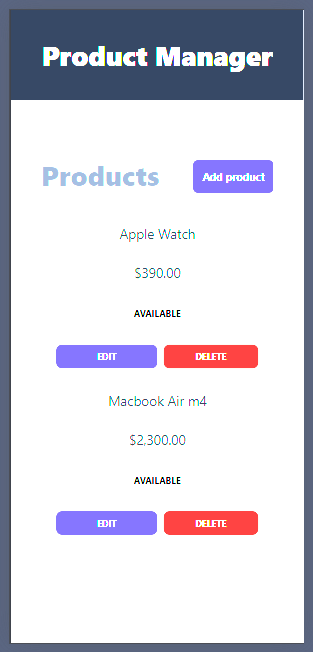 Product Manager
Products
Add product
Apple Watch
$390.00
AVAILABLE
EDIT
DELETE
Macbook Air m4
$2,300.00
AVAILABLE
EDIT
DELETE